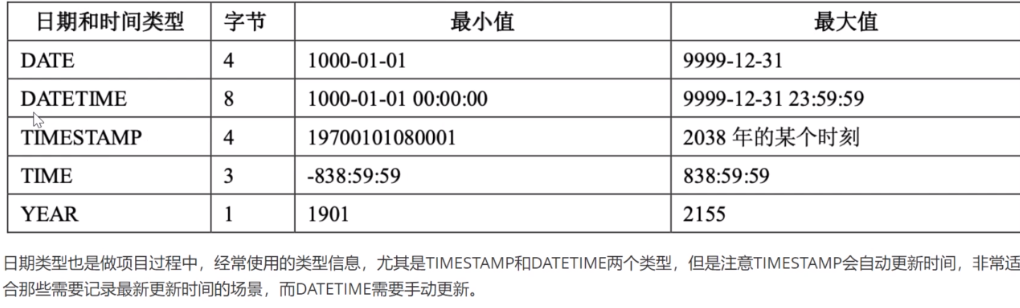 日期和时间类型 字节 最小值 最大值
DATE 4 1000-01-01 9999-12-31
DATETIME 8 1000-01-01 00:00:00 9999-12-31 23:59:59
TIMESTAMP 4 19700101080001 2038 年的某个时刻
TIME 3 -838:59:59 838:59:59
YEAR 1 1901 2155
日期类型也是做项目过程中，经常使用的类型信息，尤其是TIMESTAMP和DATETIME两个类型，但是注意TIMESTAMP会自动更新时间，非常适
合那些需要记录最新更新时间的场景，而DATETIME需要手动更新。